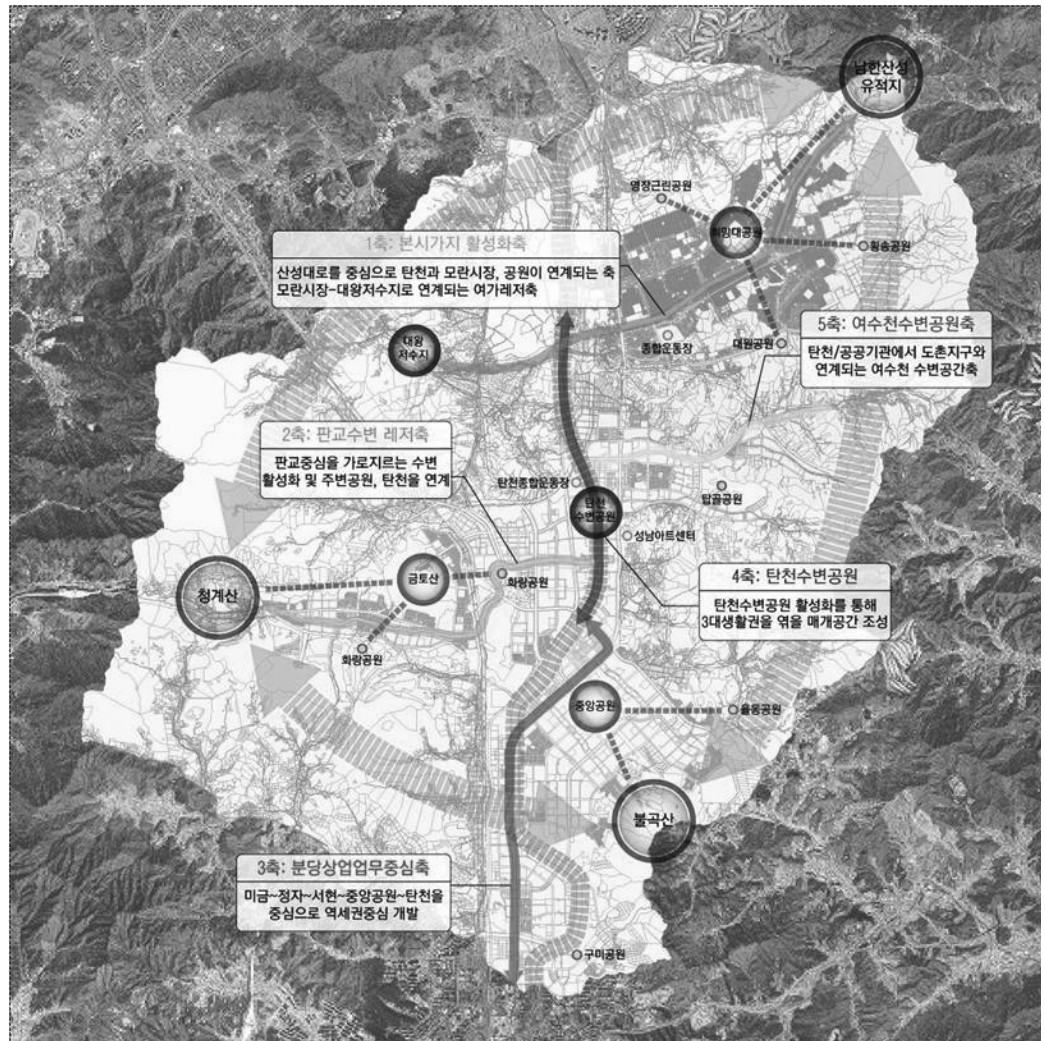 남한산성
유적지
영장근린공원
희망대공원
황송공원
1축: 본시가지 활성화축
산성대로를 중심으로 탄천과 모란시장, 공원이 연계되는 축
모란시장-대왕저수지로 연계되는 여가레저축
대왕
저수지
종합운동장
대원공원
5축: 여수천수변공원축
탄천/공공기관에서 도촌지구와
연계되는 여수천 수변공간축
2축: 판교수변 레저축
판교중심을 가로지르는 수변
활성화 및 주변공원, 탄천을 연계
탄천종합운동장
탑골공원
탄천
수변공원
성남아트센터
청계산
금토산
화랑공원
화랑공원
4축: 탄천수변공원
탄천수변공원 활성화를 통해
3대생활권을 엮을 매개공간 조성
중앙공원
율동공원
불곡산
3축: 분당상업업무중심축
미금~정자~서현~중앙공원~탄천을
중심으로 역세권중심 개발
구미공원